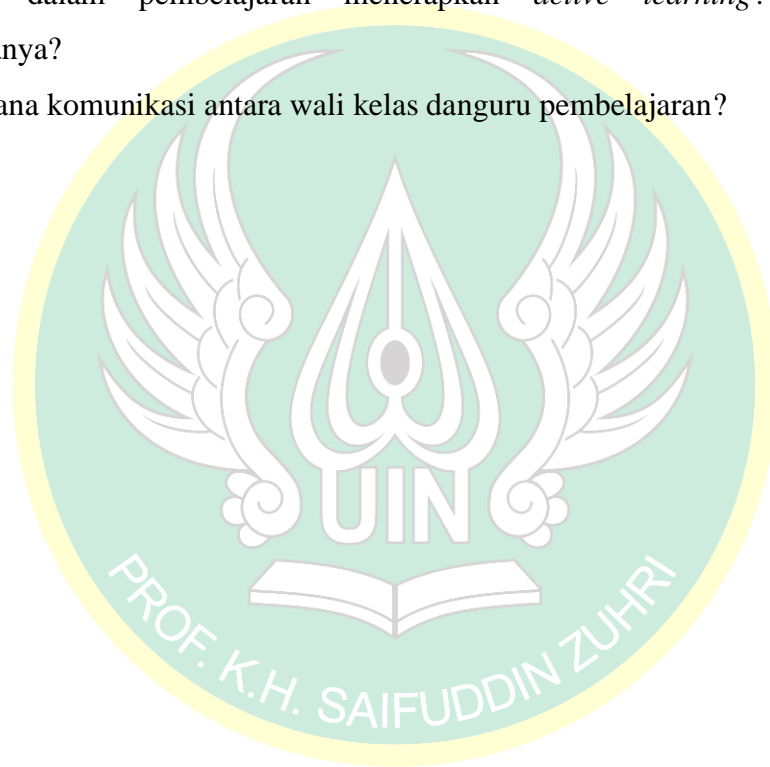 dalam pembelajaran menerapkan active learning?
nya?
ana komunikasi antara wali kelas danguru pembelajaran?
UIN
PROF. K.H. SAIFUDDIN ZUHRI